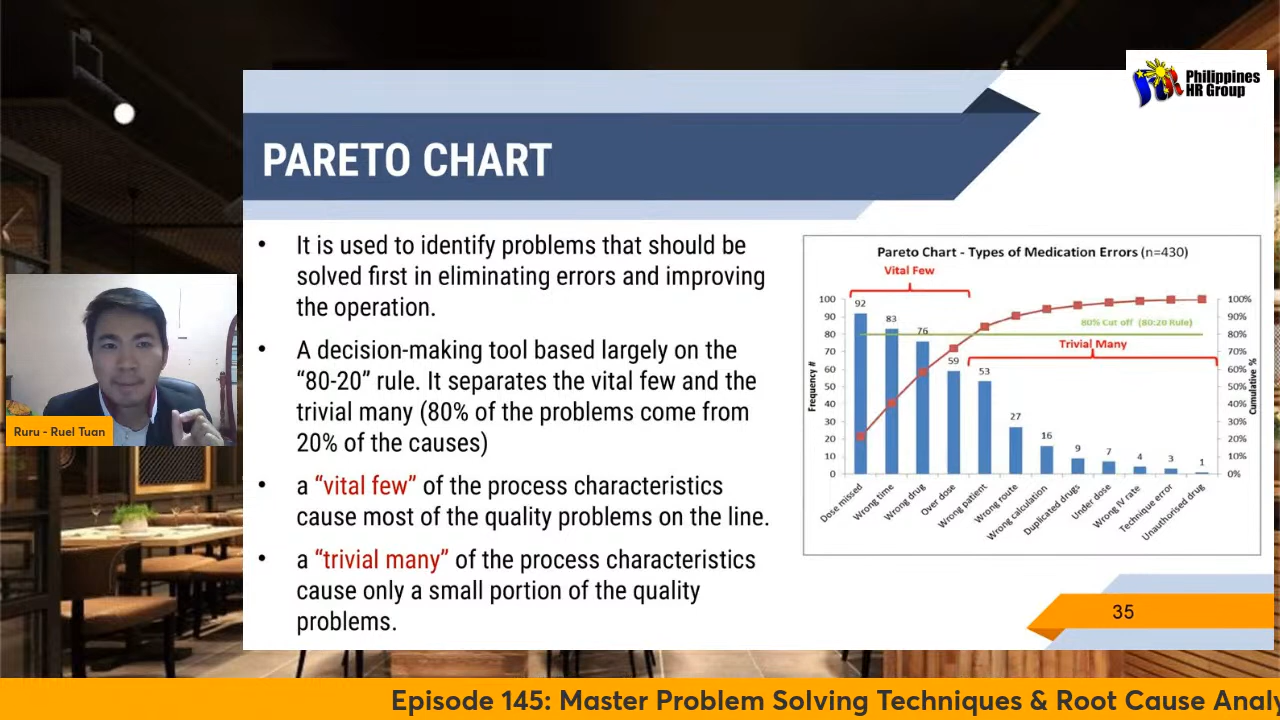 Philippines
HR Group
PARETO CHART
• It is used to identify problems that should be
solved first in eliminating errors and improving
the operation.
• A decision-making tool based largely on the
“80-20” rule. It separates the vital few and the
trivial many (80% of the problems come from
20% of the causes)
• a “vital few” of the process characteristics
cause most of the quality problems on the line.
• a “trivial many” of the process characteristics
cause only a small portion of the quality
problems.
Pareto Chart - Types of Medication Errors (n=430)
Vital Few
80% Cut off (80:20 Rule)
Trivial Many
Frequency #
100
90
80
70
60
50
40
30
20
10
0
92
83
76
59
53
27
16
9
7
4
3
1
100%
90%
80%
70%
60%
50%
40%
30%
20%
10%
0%
Cumulative %
Dose missed
Wrong time
Wrong drug
Over dose
Wrong patient
Wrong route
Wrong calculation
Duplicated drugs
Under dose
Wrong IV rate
Technique error
Unauthorised drug
35
Ruru - Ruel Tuan
Episode 145: Master Problem Solving Techniques & Root Cause Analy